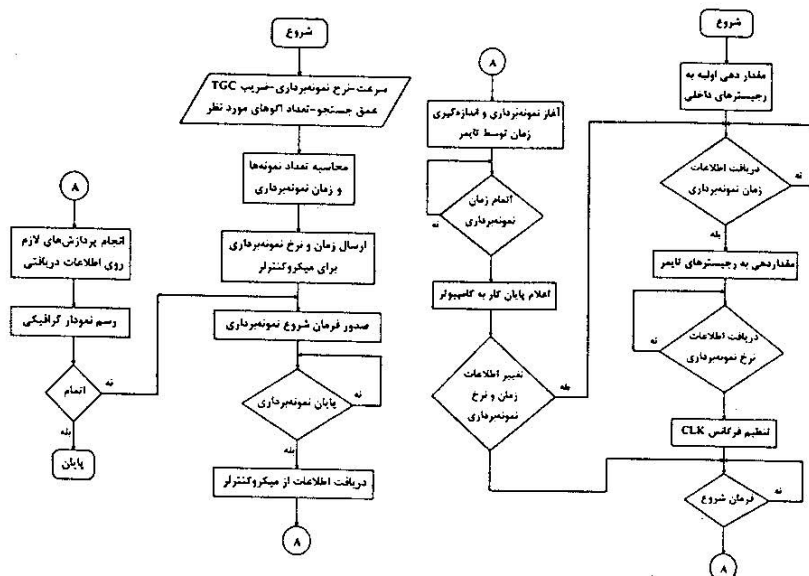 شروع
سرعت-نرخ نمونه‌برداری-ضریب TGC
عمق جستجو-تعداد اکوهای مورد نظر
محاسبه تعداد نمونه‌ها
و زمان نمونه‌برداری
ارسال زمان و نرخ نمونه‌برداری
برای میکروکنترلر
صدور فرمان شروع نمونه‌برداری
پایان نمونه‌برداری
نه
بله
دریافت اطلاعات از میکروکنترلر
A
A
انجام پردازش‌های لازم
روی اطلاعات دریافتی
رسم نمودار گرافیکی
اتمام
نه
بله
پایان
شروع
مقدار دهی اولیه به
رجیسترهای داخلی
دریافت اطلاعات
زمان نمونه‌برداری
نه
بله
مقداردهی به رجیسترهای تایمر
دریافت اطلاعات
نرخ نمونه‌برداری
نه
بله
تنظیم فرکانس CLK
فرمان شروع
نه
A
A
آغاز نمونه‌برداری و اندازه‌گیری
زمان توسط تایمر
اتمام زمان
نمونه‌برداری
نه
اعلام پایان کار به کامپیوتر
تغییر اطلاعات
زمان و نرخ
نمونه‌برداری
بله
نه